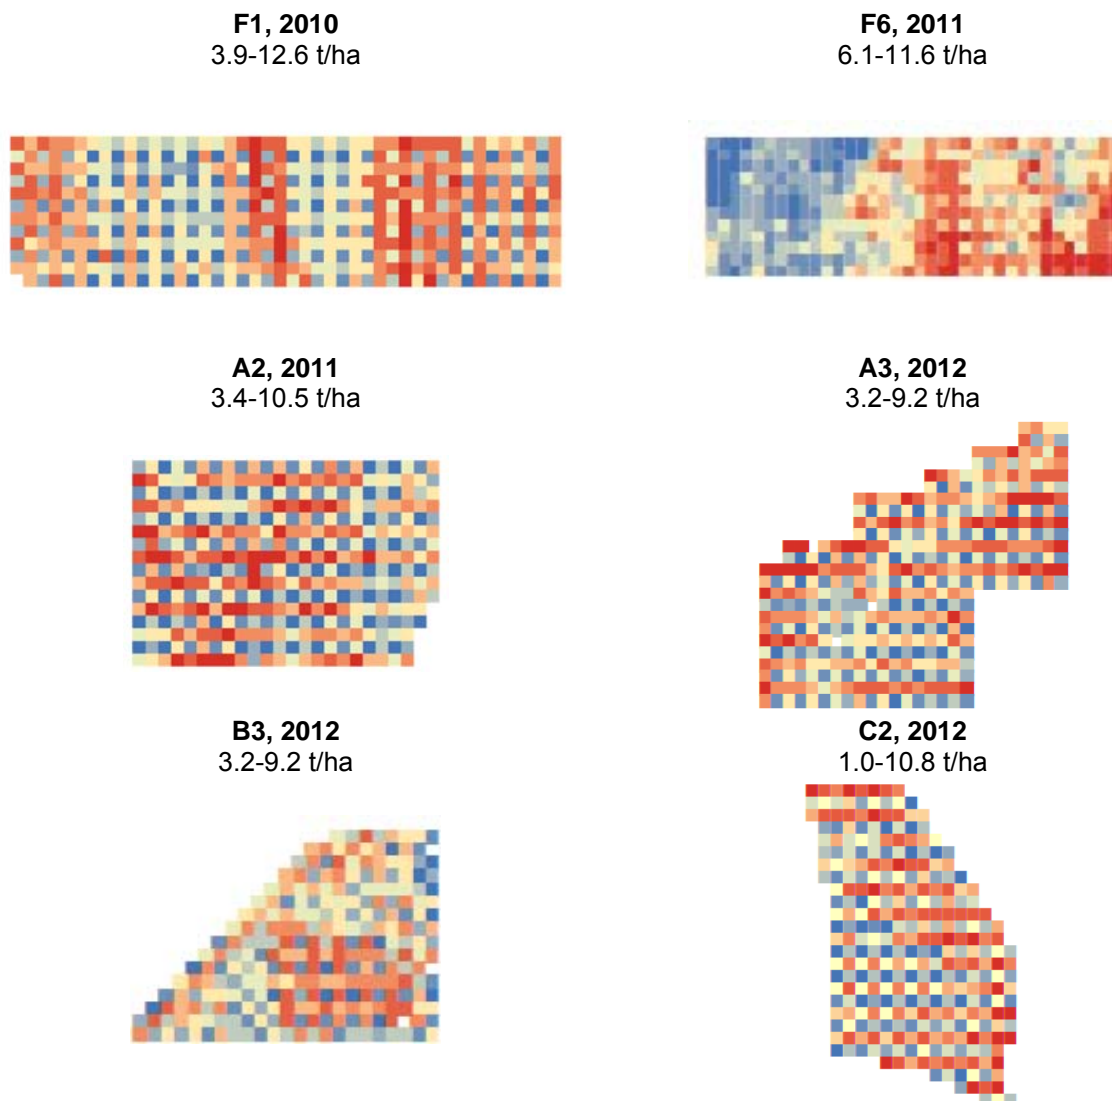 F1, 2010
3.9-12.6 t/ha
F6, 2011
6.1-11.6 t/ha
A2, 2011
3.4-10.5 t/ha
A3, 2012
3.2-9.2 t/ha
B3, 2012
3.2-9.2 t/ha
C2, 2012
1.0-10.8 t/ha